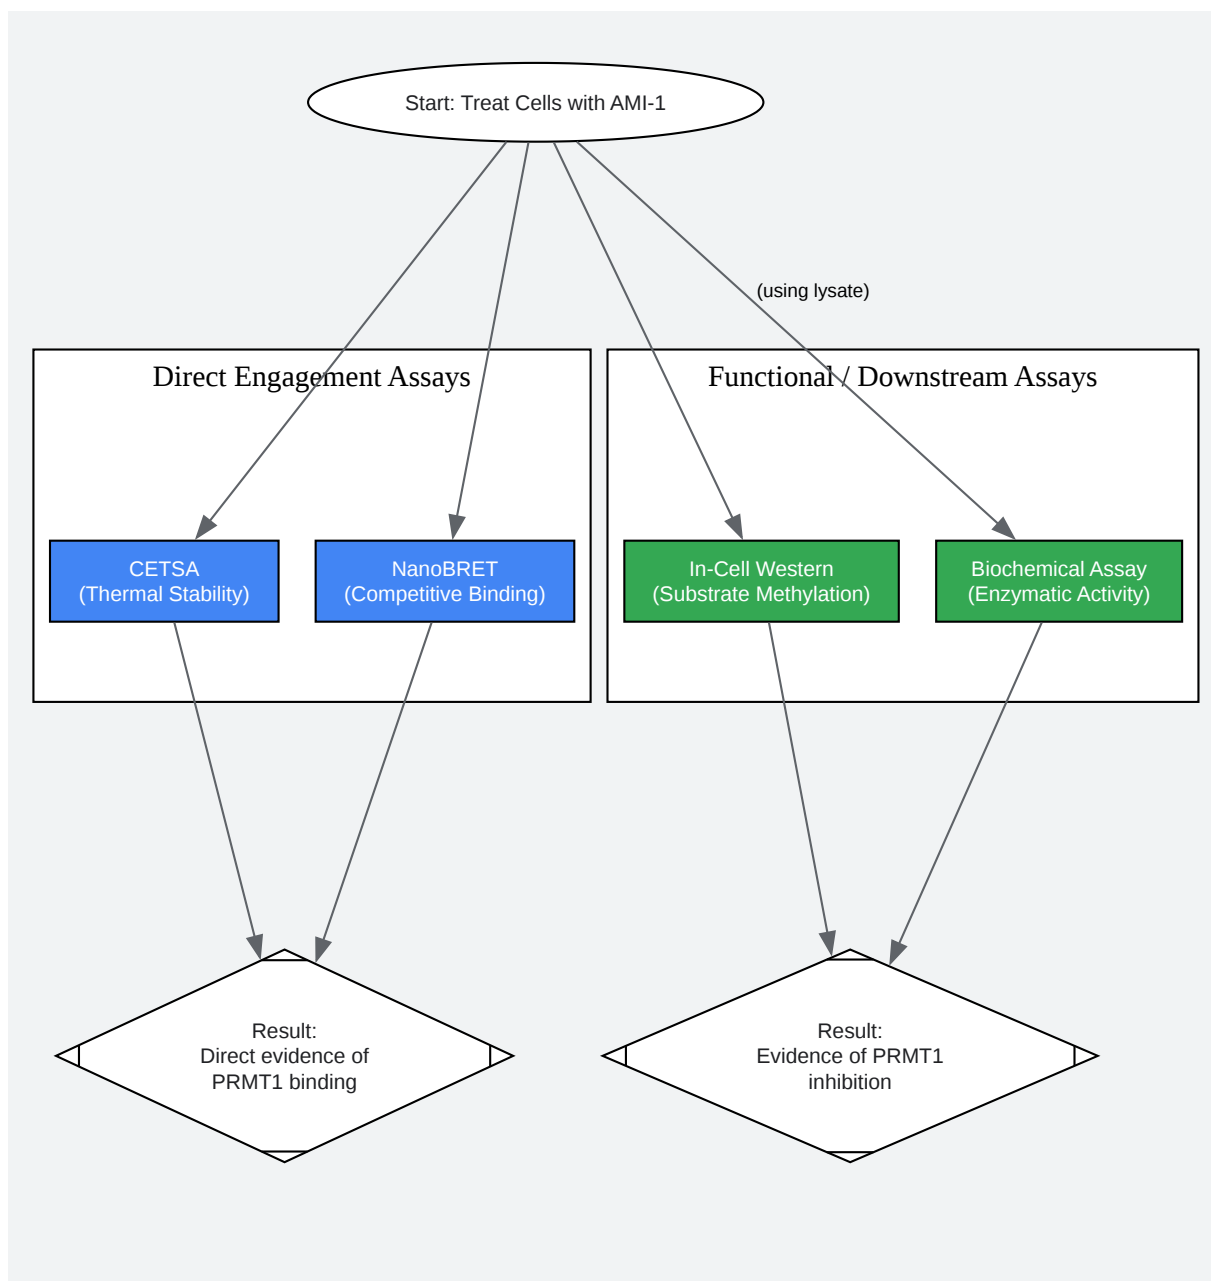 Start: Treat Cells with AMI-1
(using lysate)
Direct Engagement Assays
Functional / Downstream Assays
CETSA
(Thermal Stability)
NanoBRET
(Competitive Binding)
In-Cell Western
(Substrate Methylation)
Biochemical Assay
(Enzymatic Activity)
Result:
Direct evidence of
PRMT1 binding
Result:
Evidence of PRMT1
inhibition